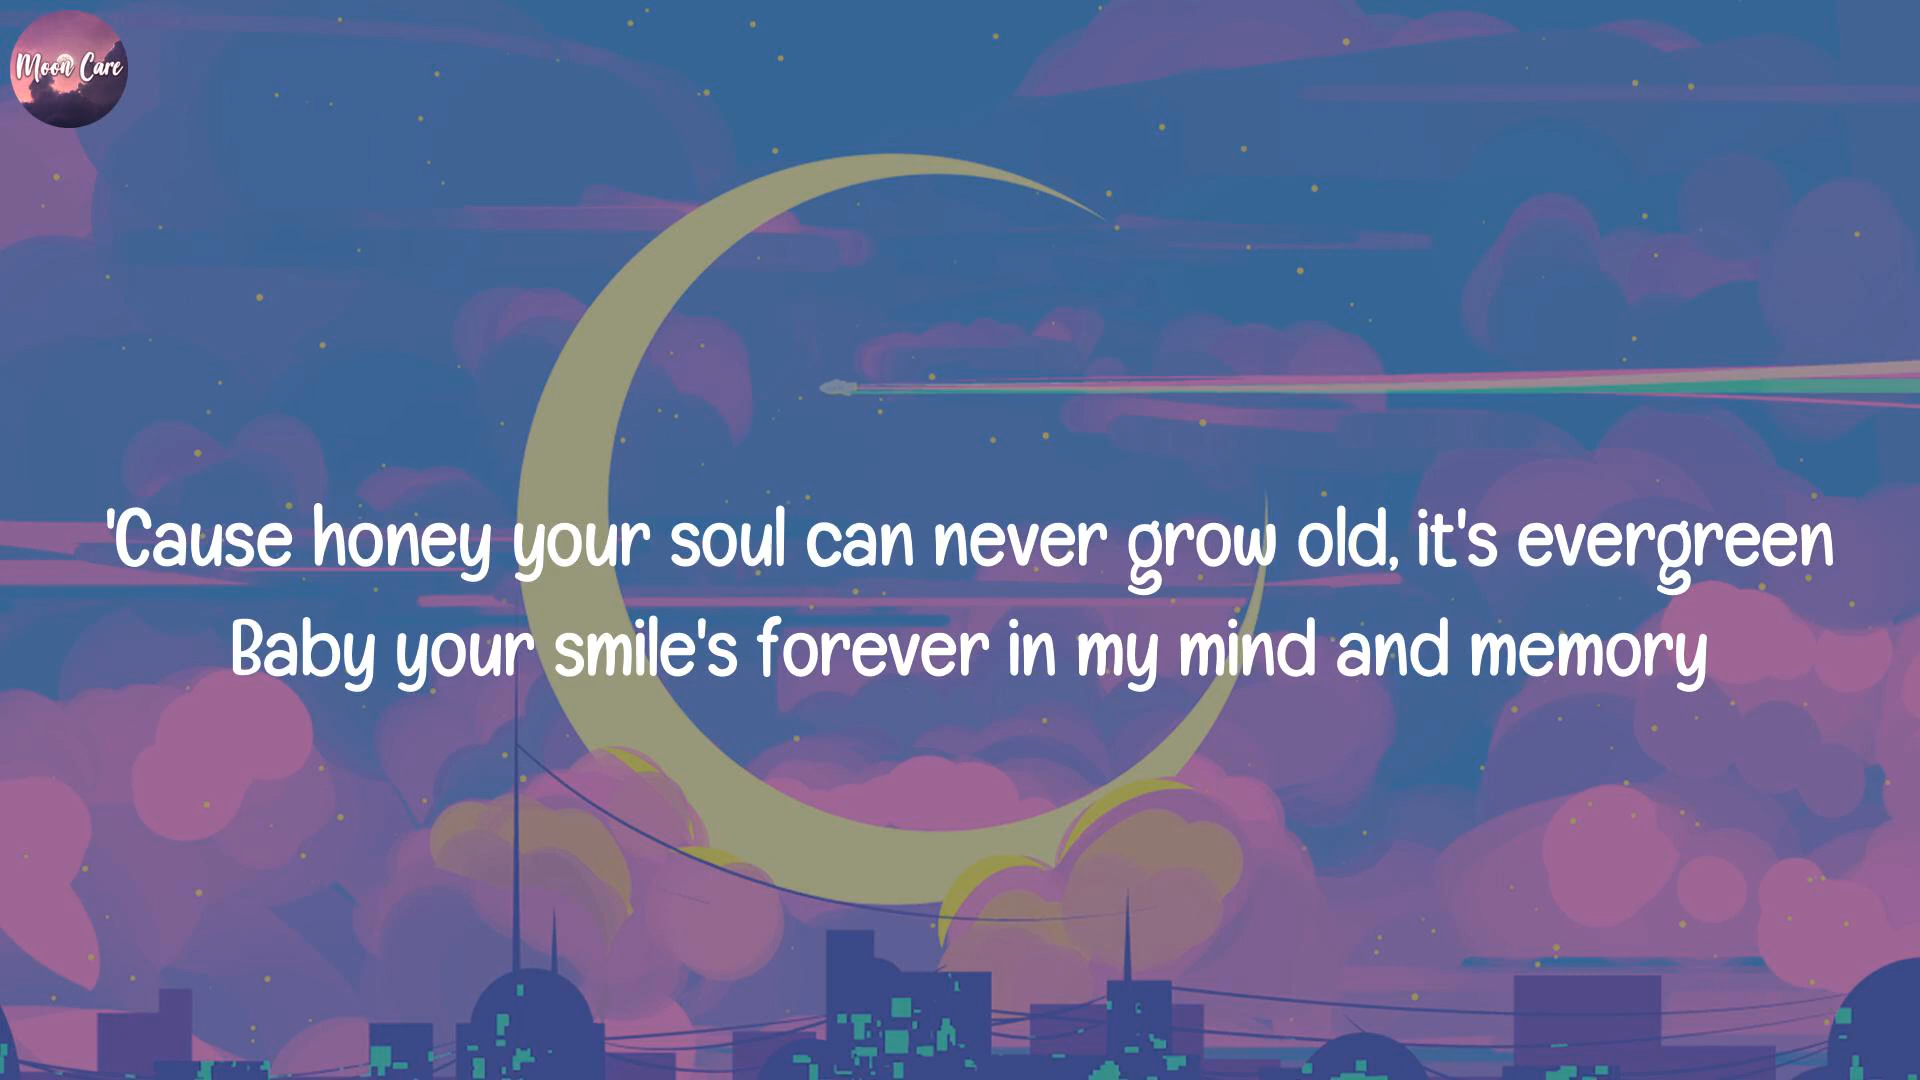 Moon Care
'Cause honey your soul can never grow old, it's evergreen
Baby your smile's forever in my mind and memory